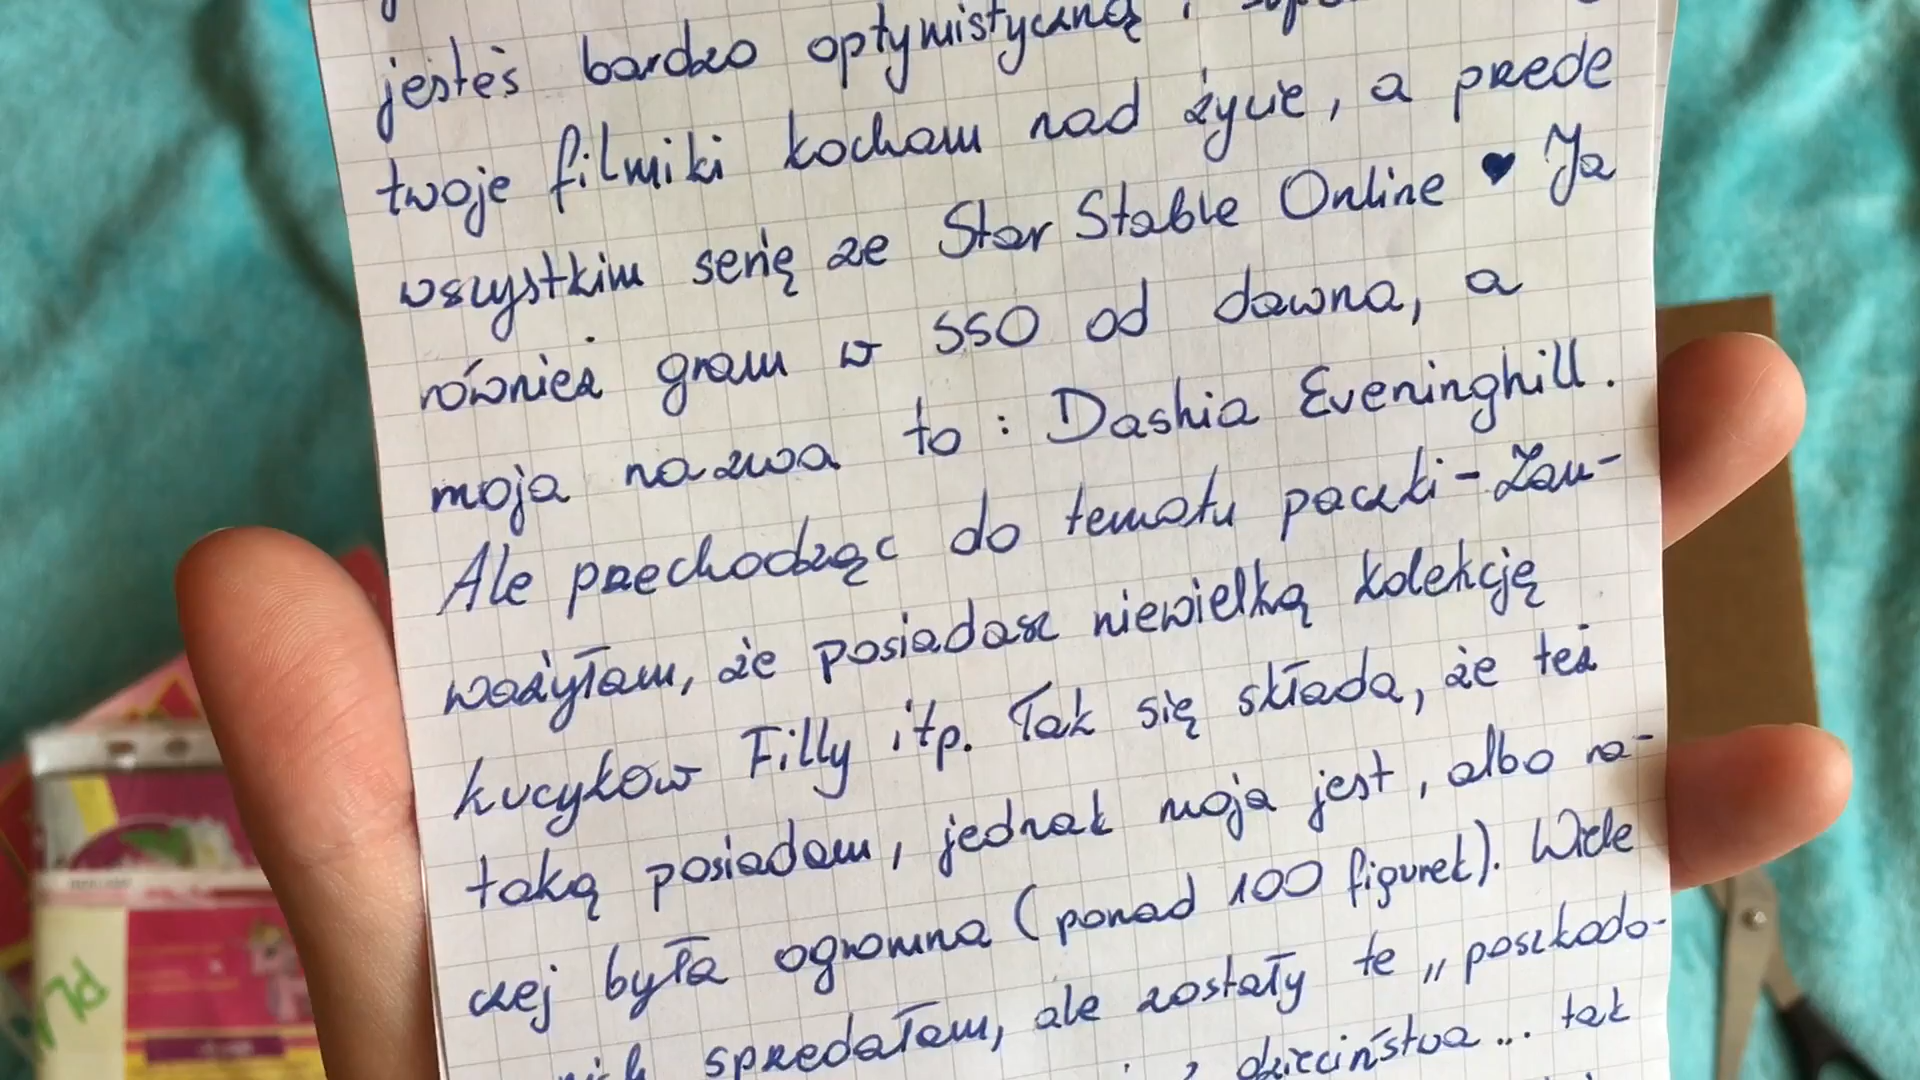 jesteś bardzo optymistyczną i
twoje filmiki kocham nad życie, a przede
wszystkim serię ze Star Stable Online ♥ Ja
również gram w SSO od dawna, a
moja nazwa to: Dashia Eveninghill.
Ale przechodząc do tematu paczki - Zau-
ważyłam, że posiadasz niewielką kolekcję
kucyków Filly itp. Tak się składa, że też
taką posiadam, jednak moja jest, albo ra-
czej była ogromna (ponad 100 figurek). Wiele
nich sprzedałam, ale zostały te „poszkodo-
dzieciństwa... tak